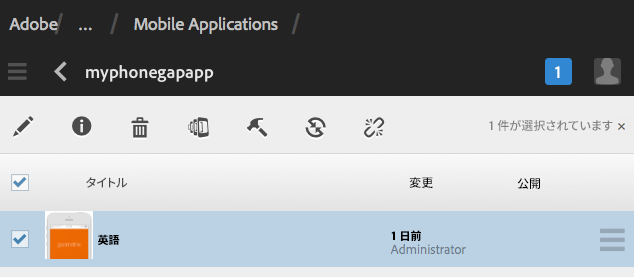 Adobe / ... / Mobile Applications /
myphonegapapp 1
1 件が選択されています ×
タイトル 変更 公開
英語 1 日前
Administrator